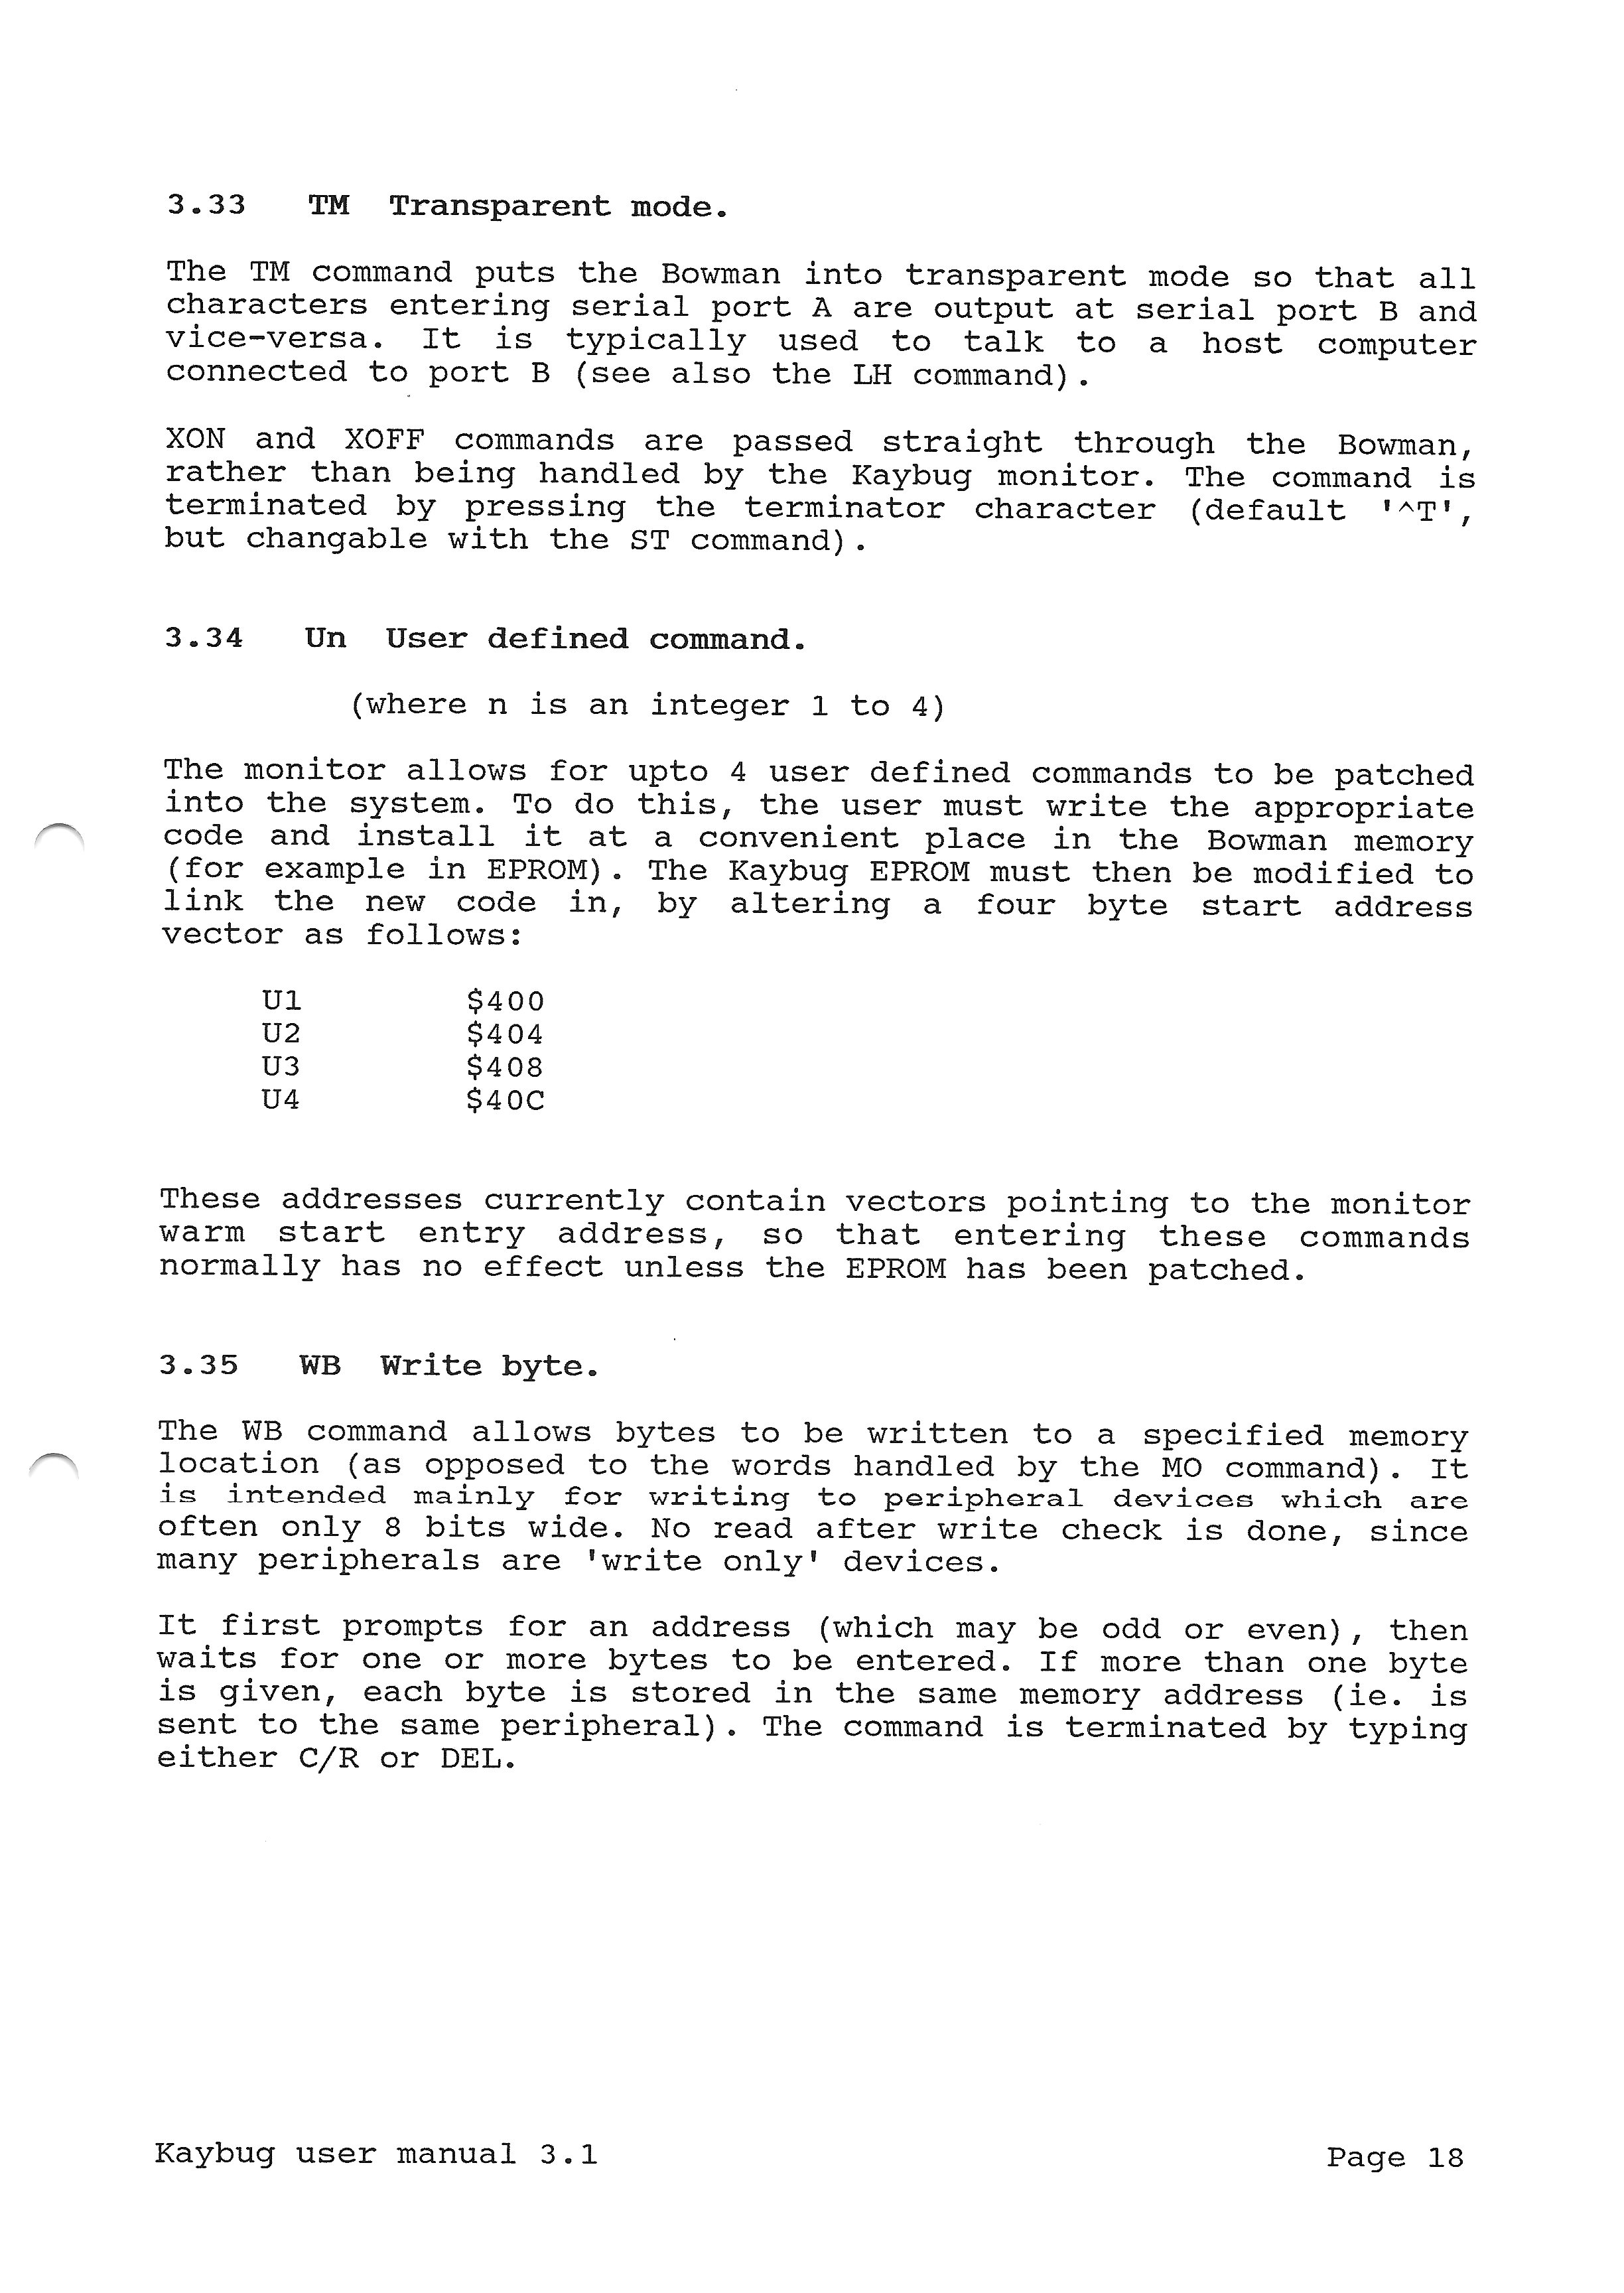 3.33 TM Transparent mode.
The TM command puts the Bowman into transparent mode so that all
characters entering serial port A are output at serial port B and
vice-versa. It is typically used to talk to a host computer
connected to port B (see also the LH command).
XON and XOFF commands are passed straight through the Bowman,
rather than being handled by the Kaybug monitor. The command is
terminated by pressing the terminator character (default '^T',
but changable with the ST command).
3.34 Un User defined command.
(where n is an integer 1 to 4)
The monitor allows for upto 4 user defined commands to be patched
into the system. To do this, the user must write the appropriate
code and install it at a convenient place in the Bowman memory
(for example in EPROM). The Kaybug EPROM must then be modified to
link the new code in, by altering a four byte start address
vector as follows:
U1 $400
U2 $404
U3 $408
U4 $40C
These addresses currently contain vectors pointing to the monitor
warm start entry address, so that entering these commands
normally has no effect unless the EPROM has been patched.
3.35 WB Write byte.
The WB command allows bytes to be written to a specified memory
location (as opposed to the words handled by the MO command). It
is intended mainly for writing to peripheral devices which are
often only 8 bits wide. No read after write check is done, since
many peripherals are 'write only' devices.
It first prompts for an address (which may be odd or even), then
waits for one or more bytes to be entered. If more than one byte
is given, each byte is stored in the same memory address (ie. is
sent to the same peripheral). The command is terminated by typing
either C/R or DEL.
Kaybug user manual 3.1 Page 18